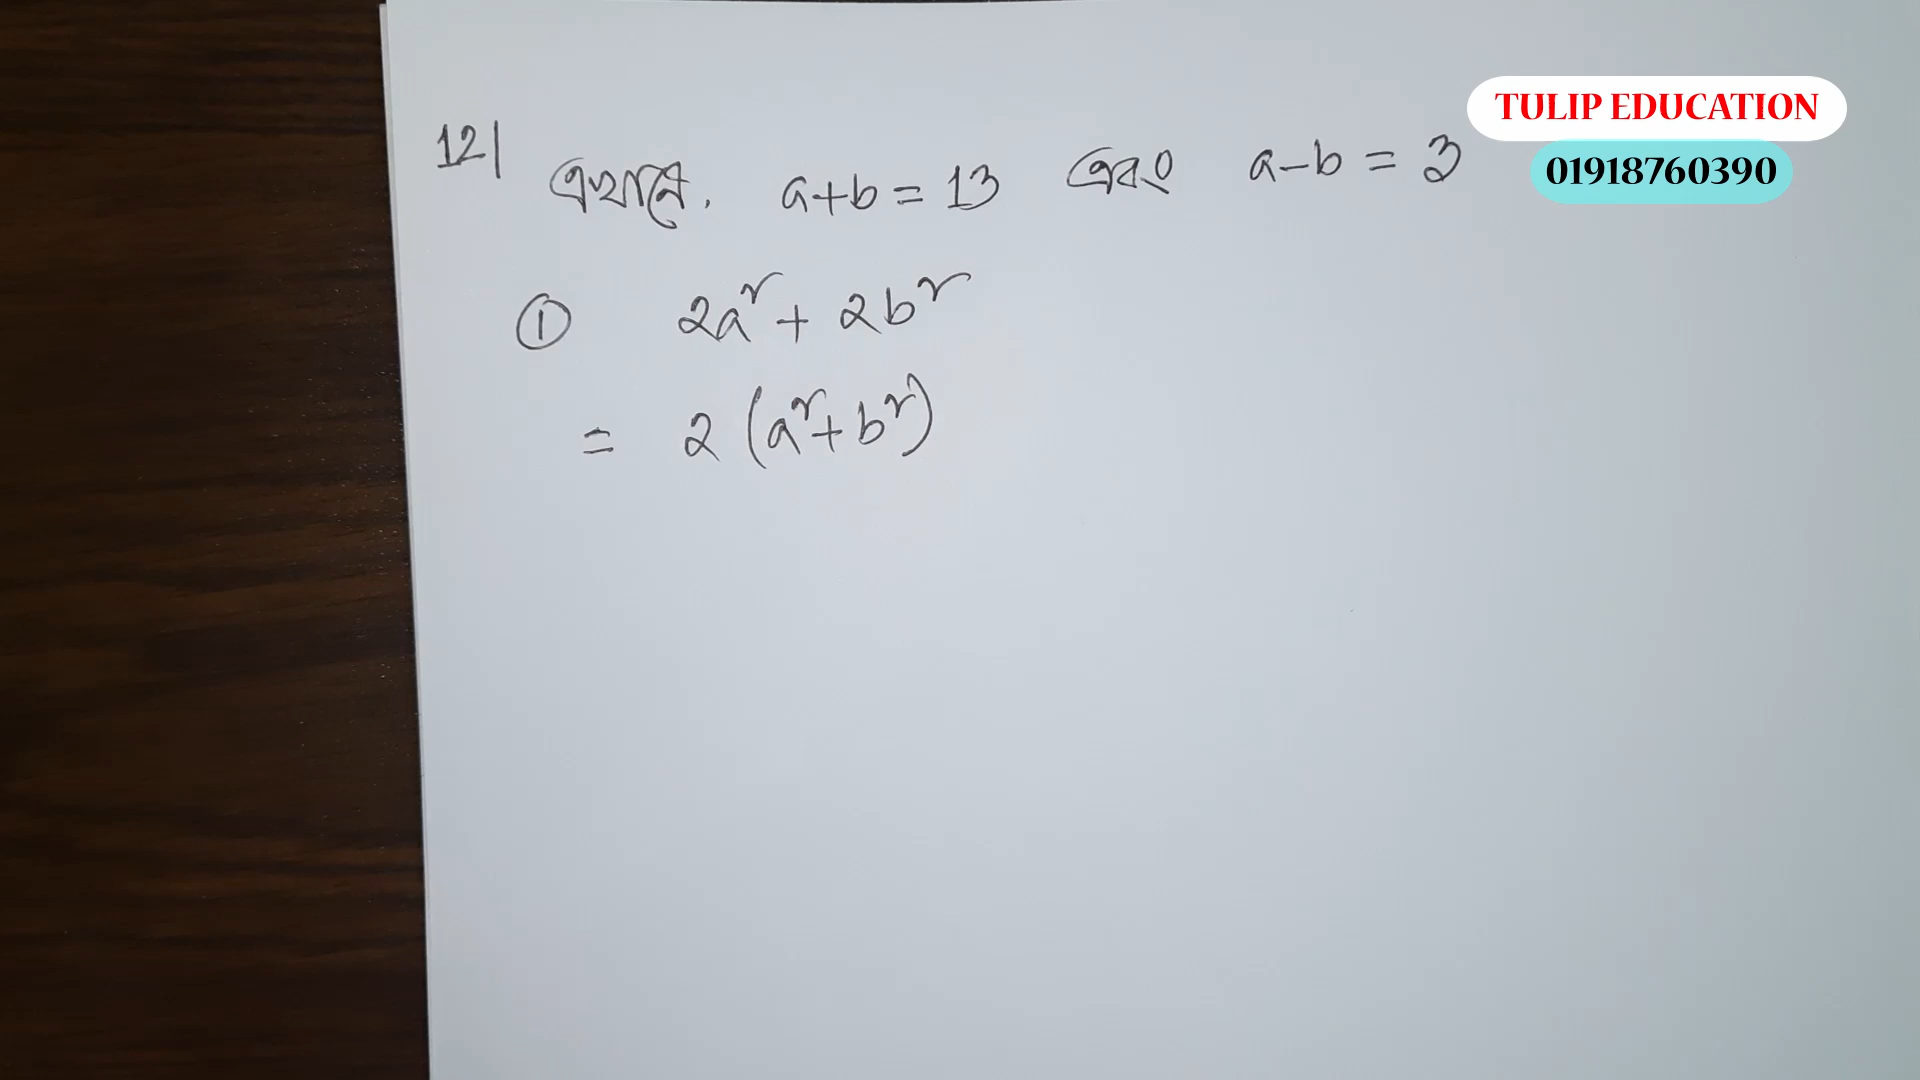 TULIP EDUCATION
01918760390
12| এখানে, a+b = 13 এবং a-b = 3
① 2a² + 2b²
= 2 (a²+b²)